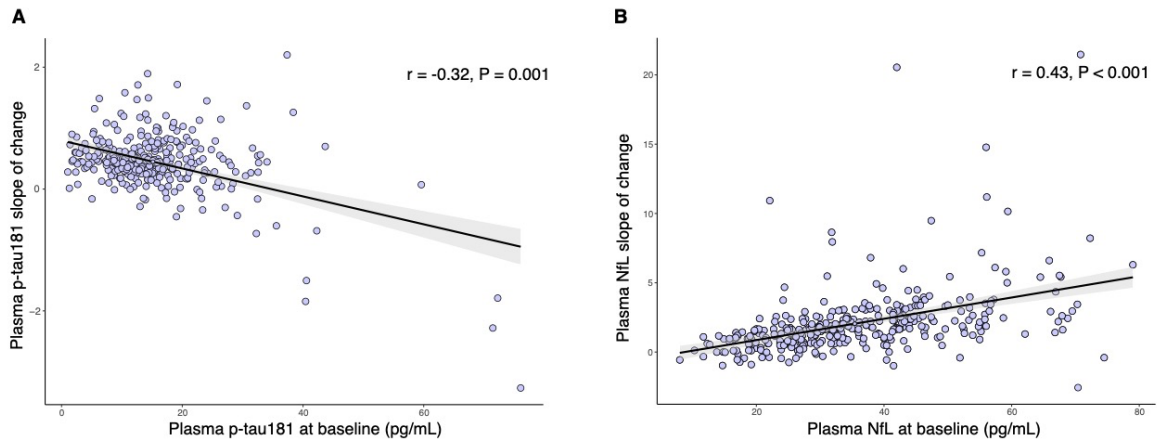 A
r = -0.32, P = 0.001
Plasma p-tau181 slope of change
2
0
−2
0
20
40
60
Plasma p-tau181 at baseline (pg/mL)
B
r = 0.43, P < 0.001
Plasma NfL slope of change
20
15
10
5
0
20
40
60
80
Plasma NfL at baseline (pg/mL)